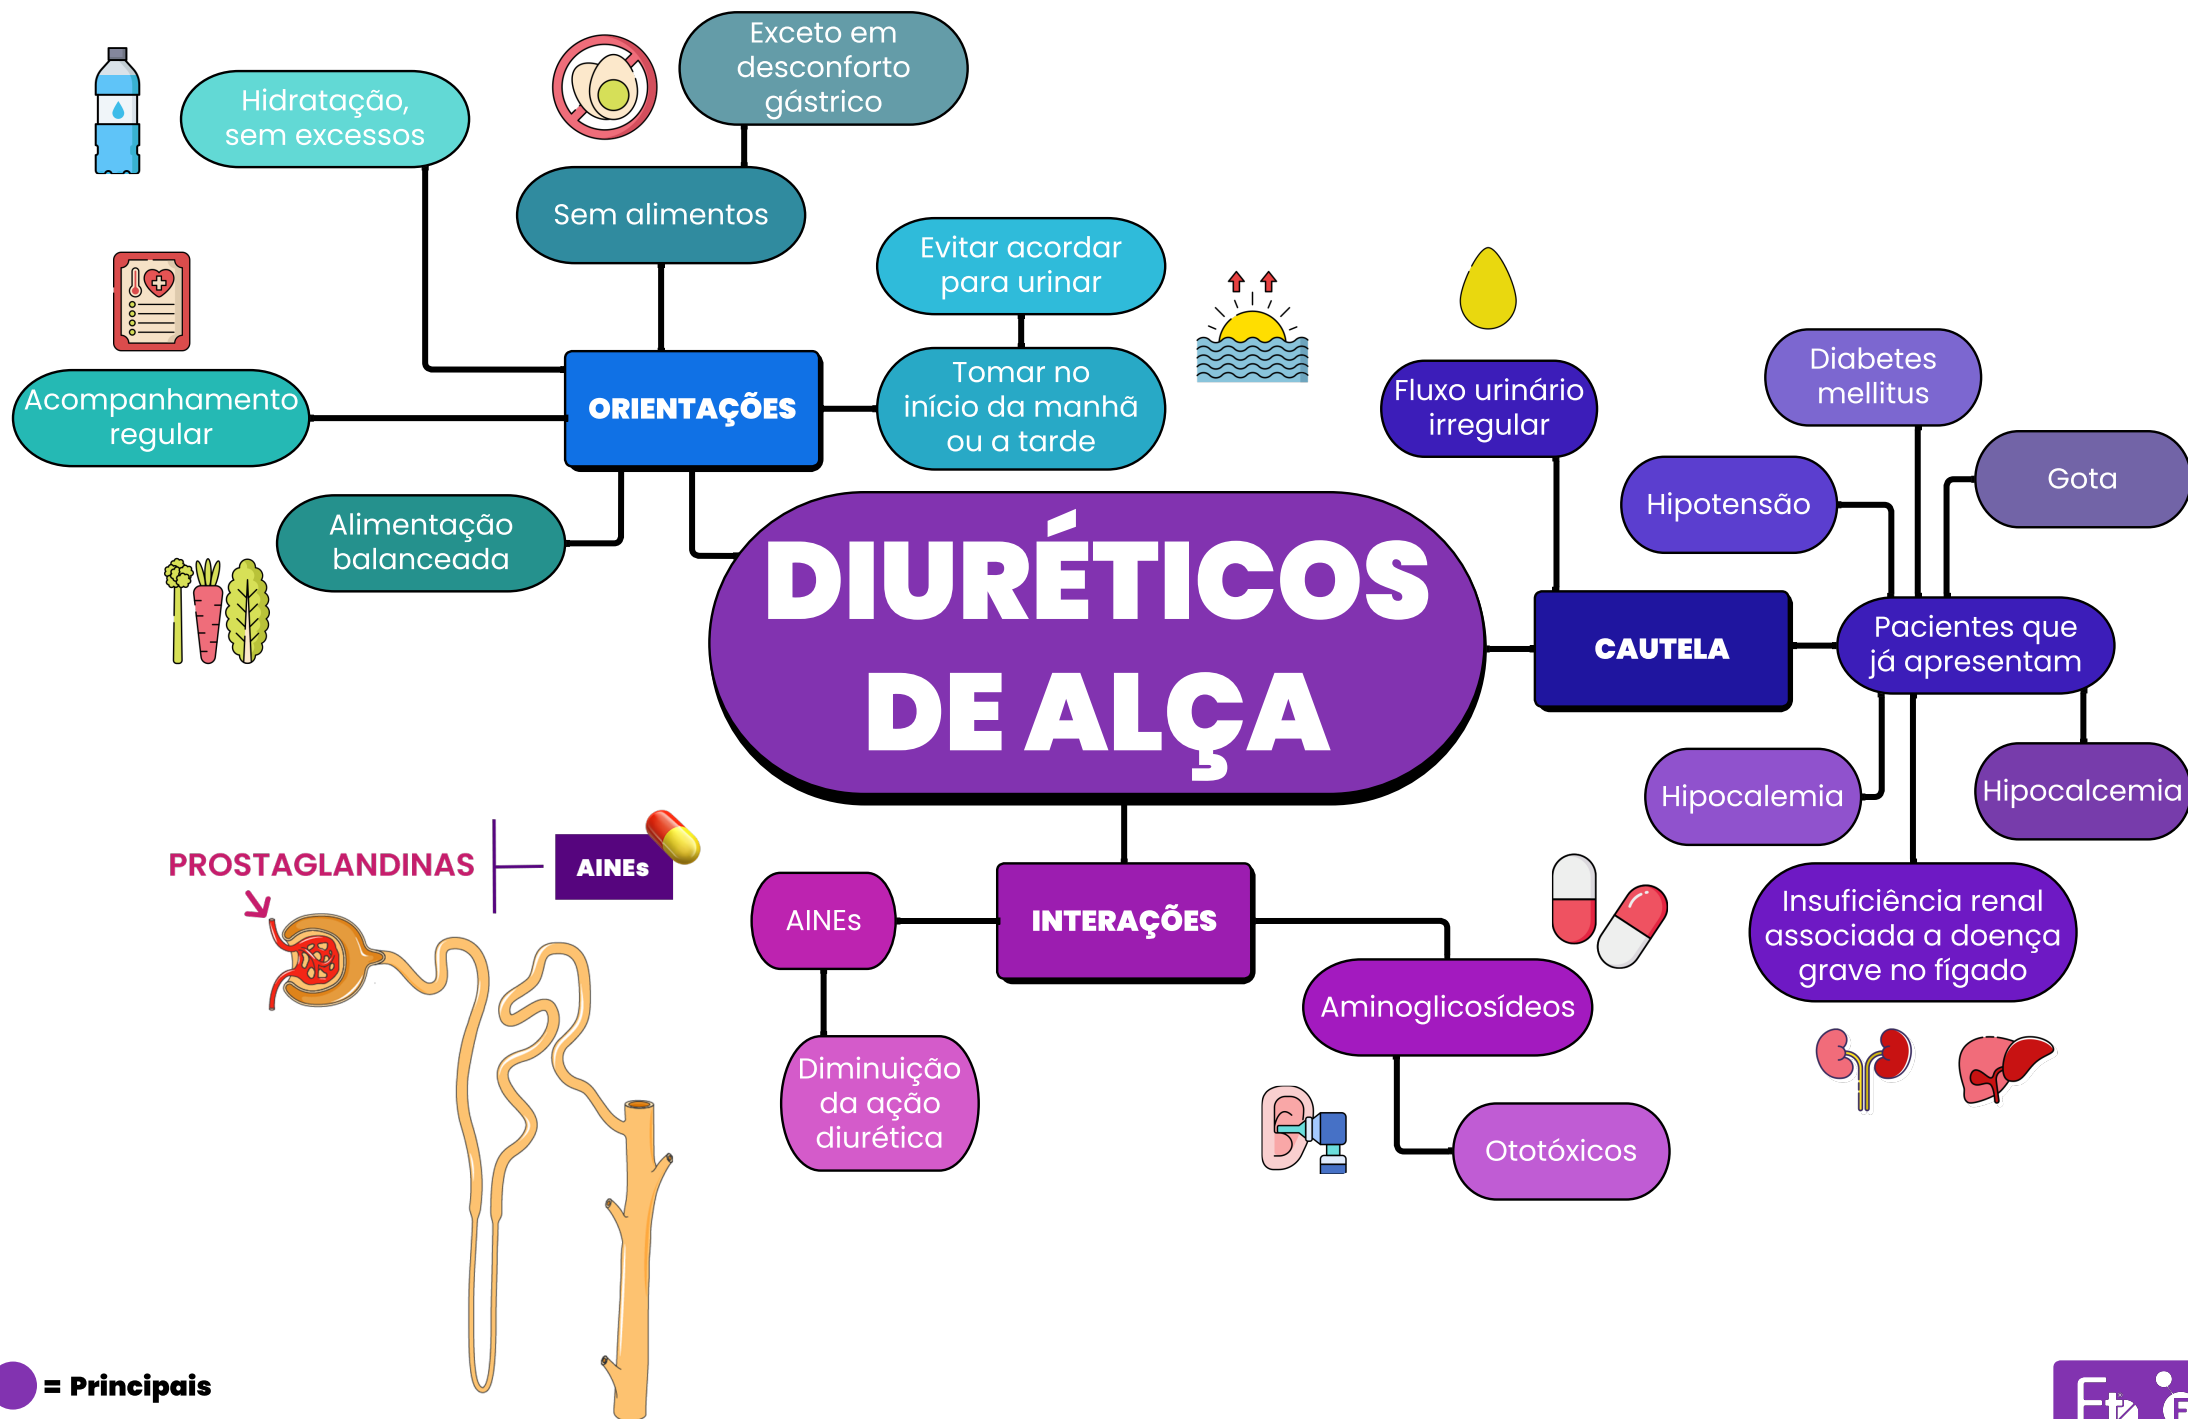 Exceto em
desconforto
gástrico
Hidratação,
sem excessos
Sem alimentos
Evitar acordar
para urinar
Tomar no
início da manhã
ou a tarde
ORIENTAÇÕES
Acompanhamento
regular
Alimentação
balanceada
DIURÉTICOS
DE ALÇA
Fluxo urinário
irregular
Diabetes
mellitus
Hipotensão
Gota
CAUTELA
Pacientes que
já apresentam
Hipocalemia
Hipocalcemia
Insuficiência renal
associada a doença
grave no fígado
PROSTAGLANDINAS
AINEs
AINEs
INTERAÇÕES
Aminoglicosídeos
Diminuição
da ação
diurética
Ototóxicos
= Principais